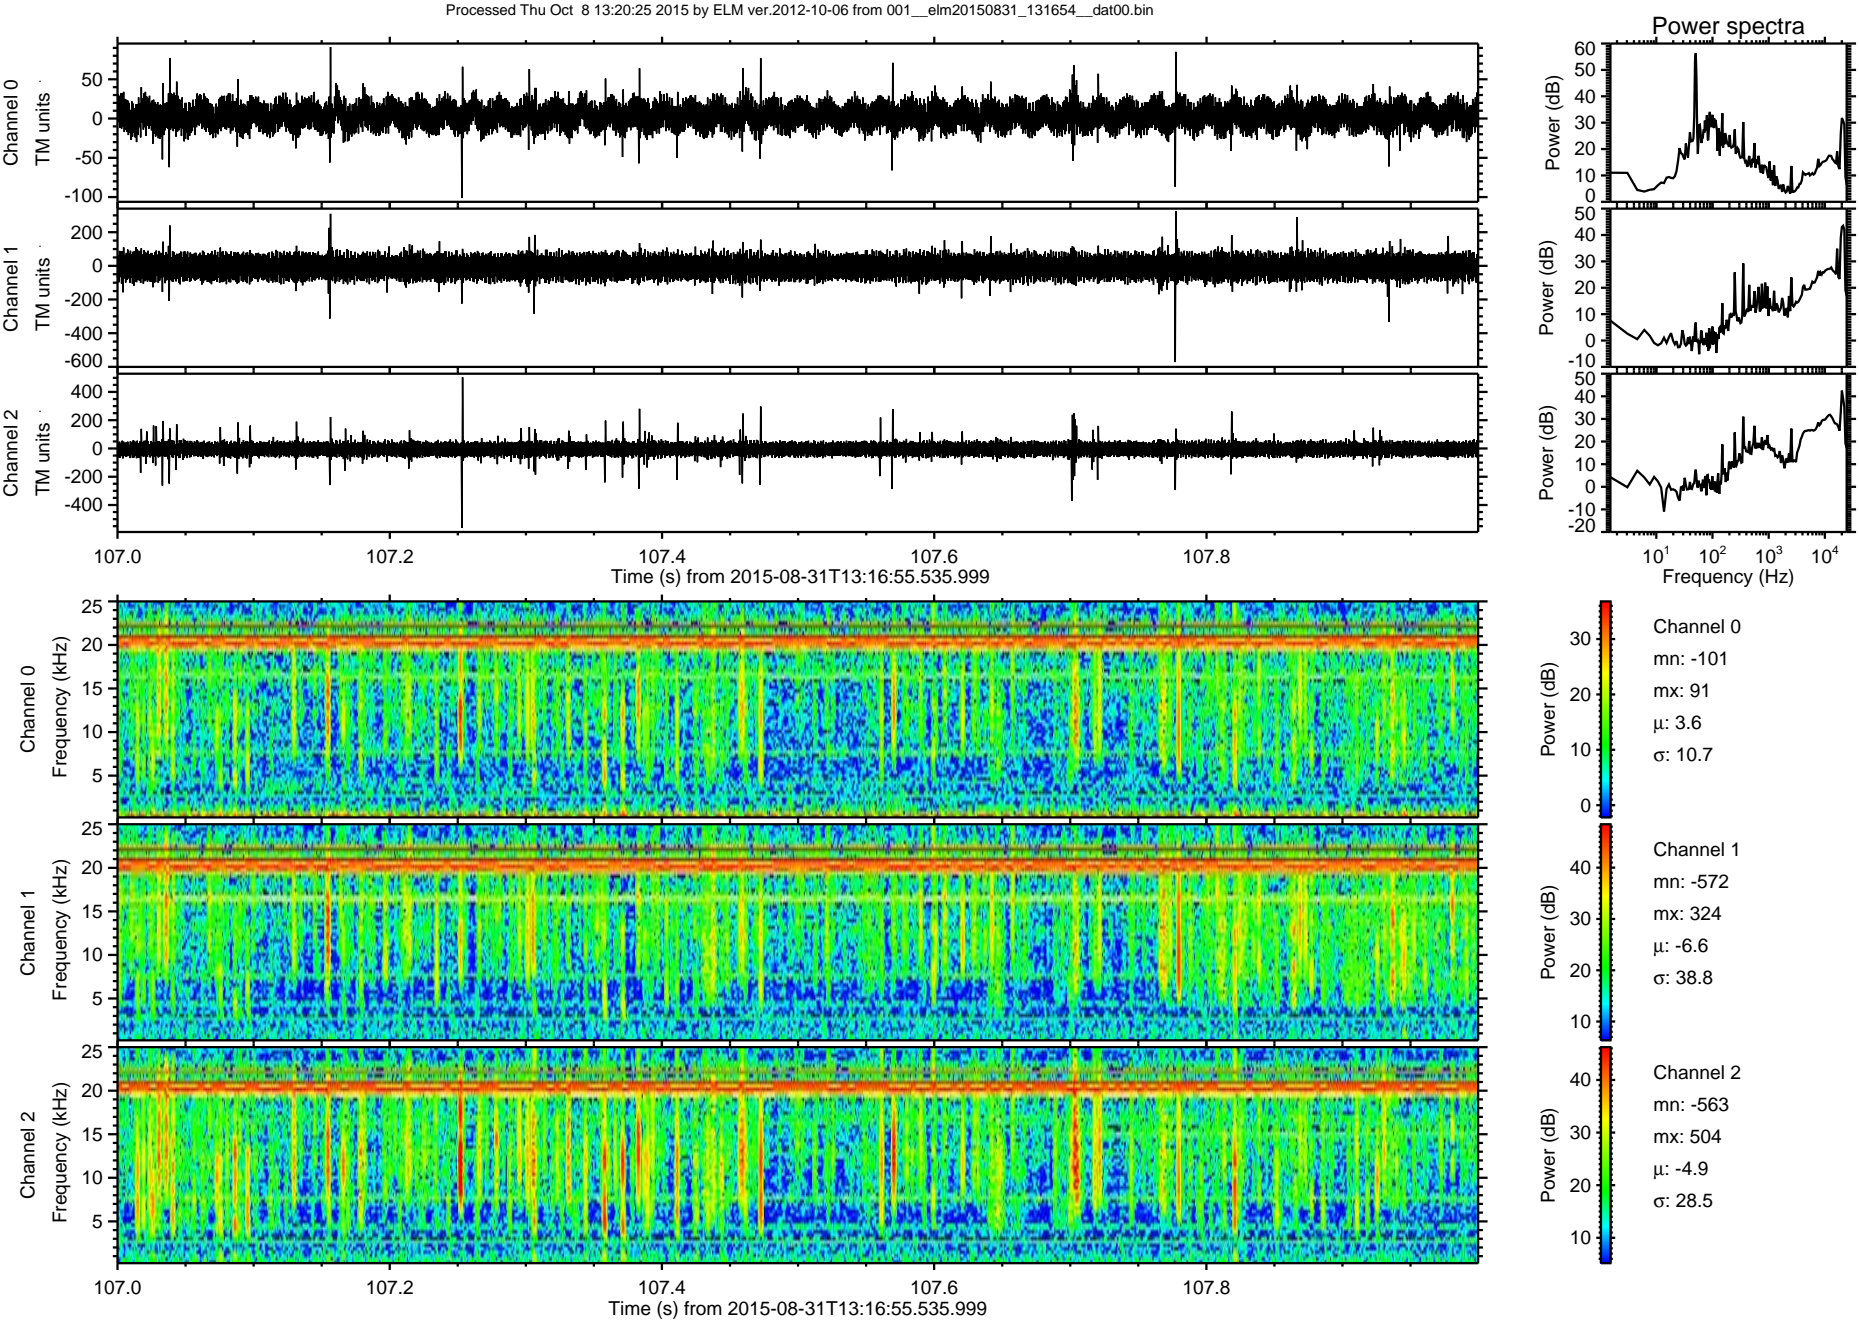 Processed Thu Oct  8 13:20:25 2015 by ELM ver.2012-10-06 from 001__elm20150831_131654__dat00.bin
Power spectra
Channel 0
TM units
50
0
-50
-100
Power (dB)
60
50
40
30
20
10
0
Channel 1
TM units
200
0
-200
-400
-600
Power (dB)
50
40
30
20
10
0
-10
Channel 2
TM units
400
200
0
-200
-400
Power (dB)
50
40
30
20
10
0
-10
-20
107.0 107.2 107.4 107.6 107.8
Time (s) from 2015-08-31T13:16:55.535.999
10¹ 10² 10³ 10⁴
Frequency (Hz)
Channel 0
Frequency (kHz)
25
20
15
10
5
Power (dB)
30
20
10
0
Channel 0
mn: -101
mx: 91
μ: 3.6
σ: 10.7
Channel 1
Frequency (kHz)
25
20
15
10
5
Power (dB)
40
30
20
10
Channel 1
mn: -572
mx: 324
μ: -6.6
σ: 38.8
Channel 2
Frequency (kHz)
25
20
15
10
5
Power (dB)
40
30
20
10
Channel 2
mn: -563
mx: 504
μ: -4.9
σ: 28.5
107.0 107.2 107.4 107.6 107.8
Time (s) from 2015-08-31T13:16:55.535.999